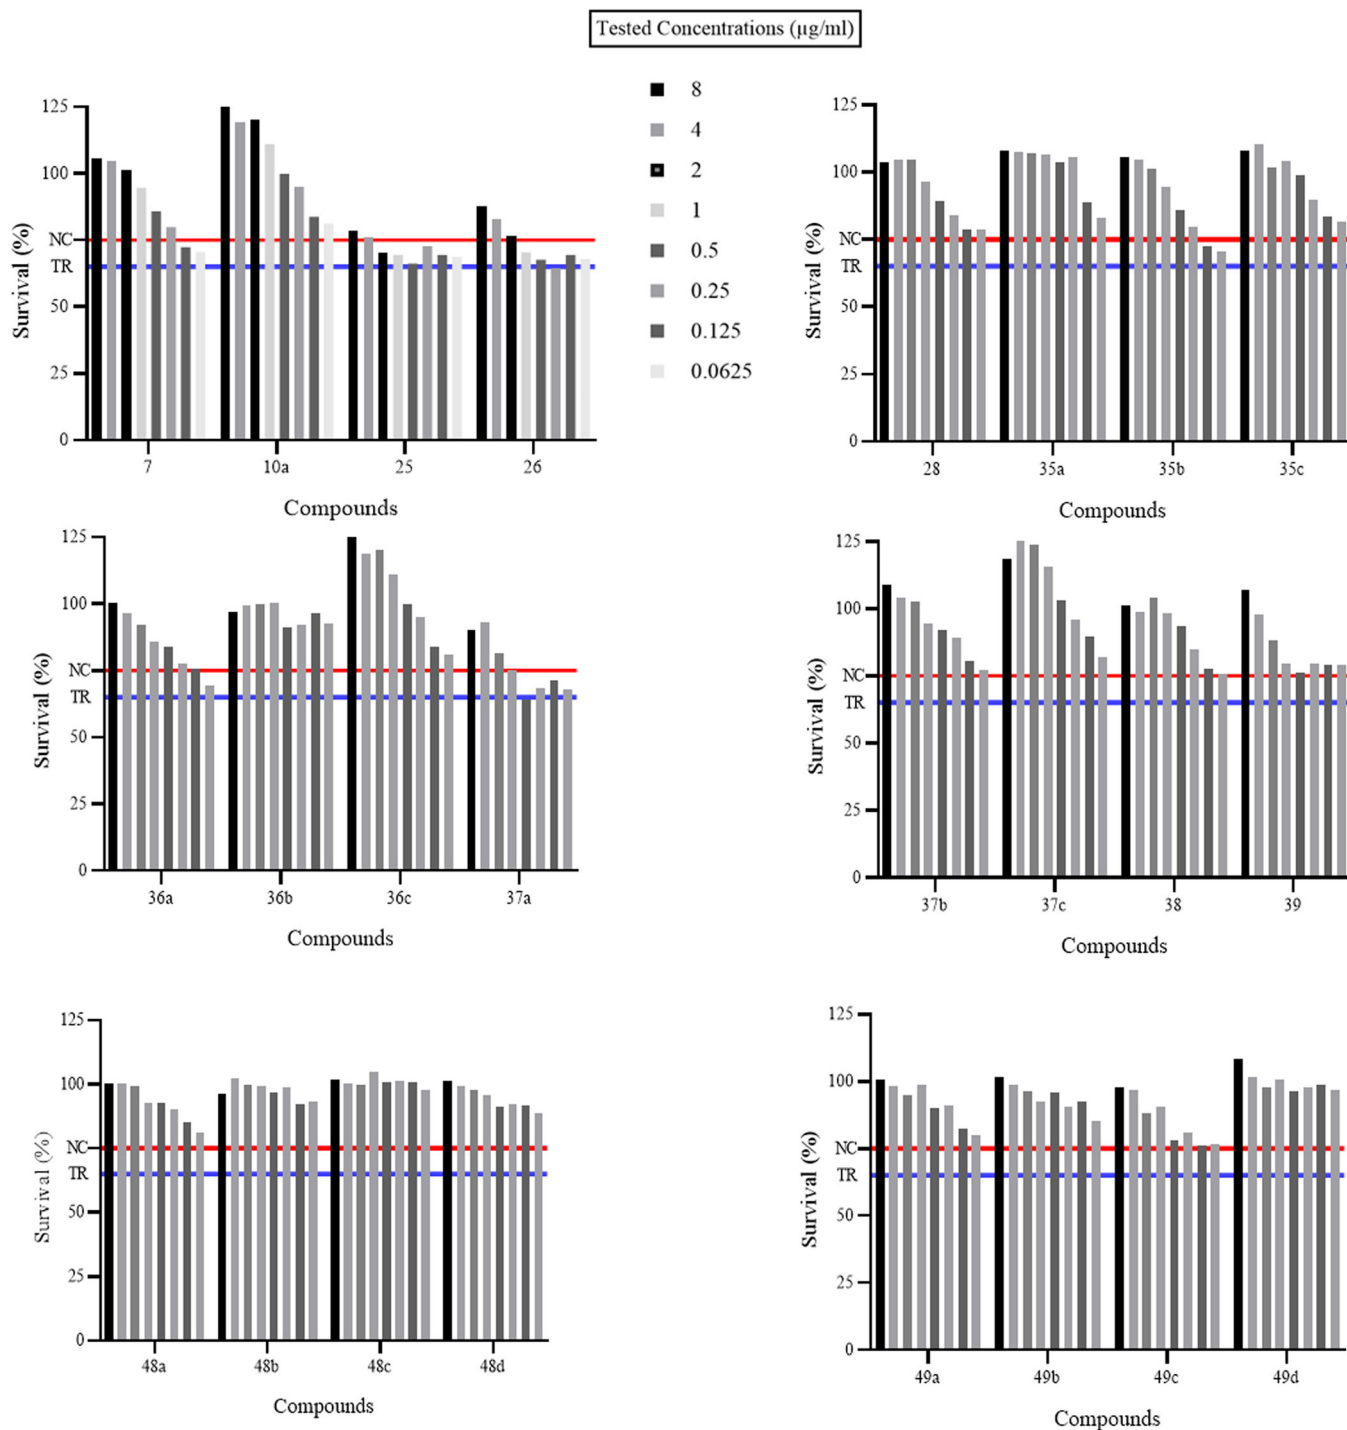 Tested Concentrations (µg/ml)
8
4
2
1
0.5
0.25
0.125
0.0625
Survival (%)
125
100
NC
TR
50
25
0
7 10a 25 26
Compounds
Survival (%)
125
100
NC
TR
50
25
0
28 35a 35b 35c
Compounds
Survival (%)
125
100
NC
TR
50
25
0
36a 36b 36c 37a
Compounds
Survival (%)
125
100
NC
TR
50
25
0
37b 37c 38 39
Compounds
Survival (%)
125
100
NC
TR
50
25
0
48a 48b 48c 48d
Compounds
Survival (%)
125
100
NC
TR
50
25
0
49a 49b 49c 49d
Compounds